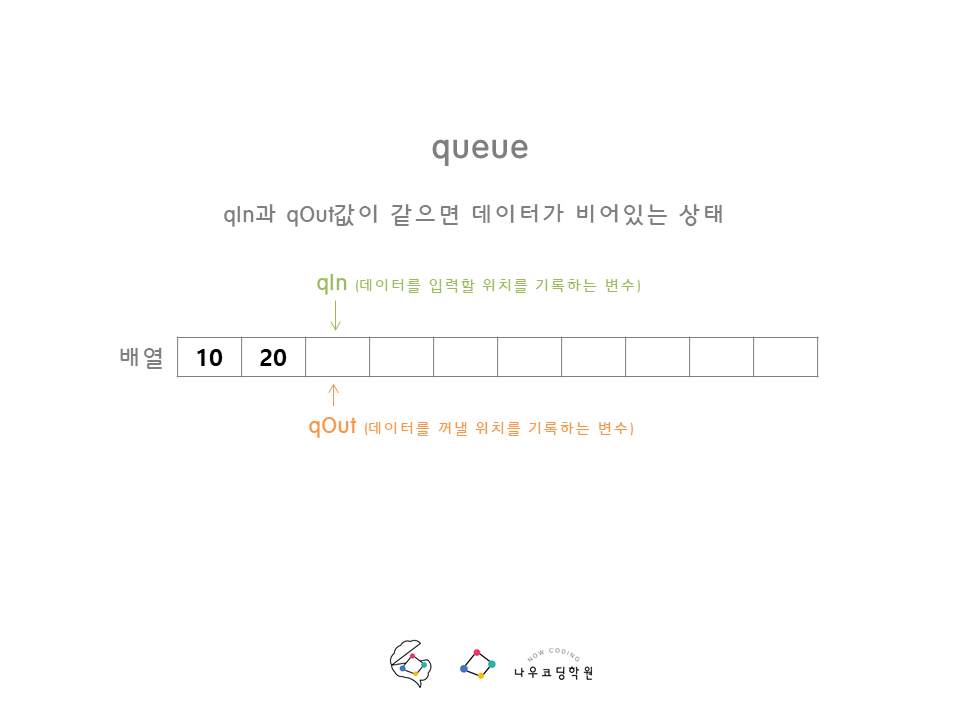 queue
qIn과 qOut값이 같으면 데이터가 비어있는 상태
qIn (데이터를 입력할 위치를 기록하는 변수)
배열 10 20
qOut (데이터를 꺼낼 위치를 기록하는 변수)
NOW CODING
나우코딩학원